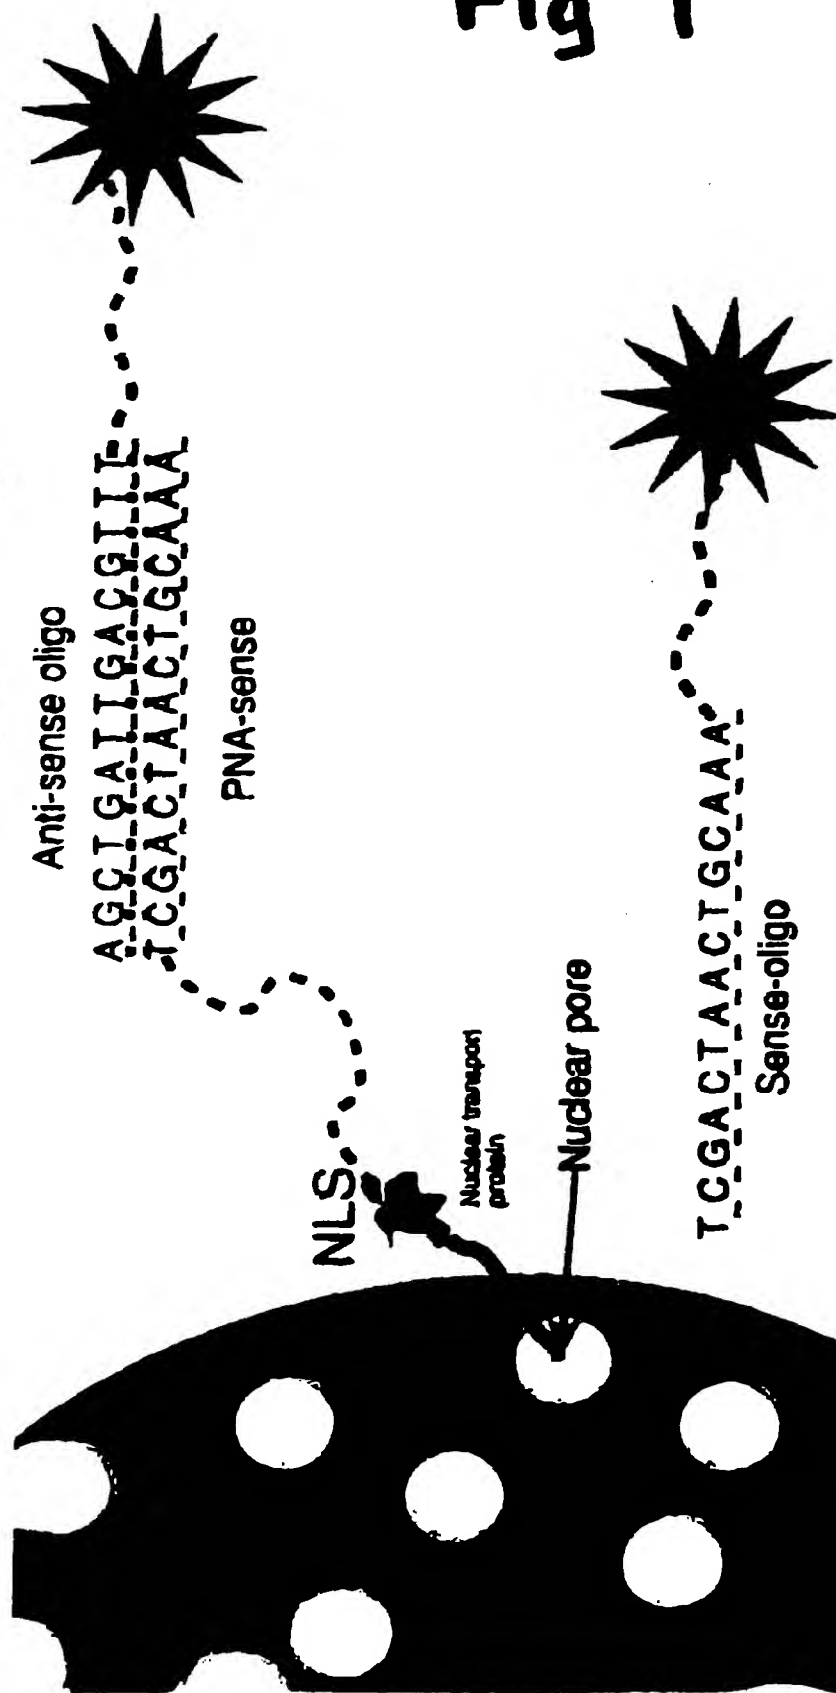 Fig 1
Anti-sense oligo
AGCTGATTGACGTTT
TCGACTAACTGCAAA
PNA-sense
NLS
Nuclear transport
protein
Nuclear pore
TCGACTAACTGCAAA
Sense-oligo